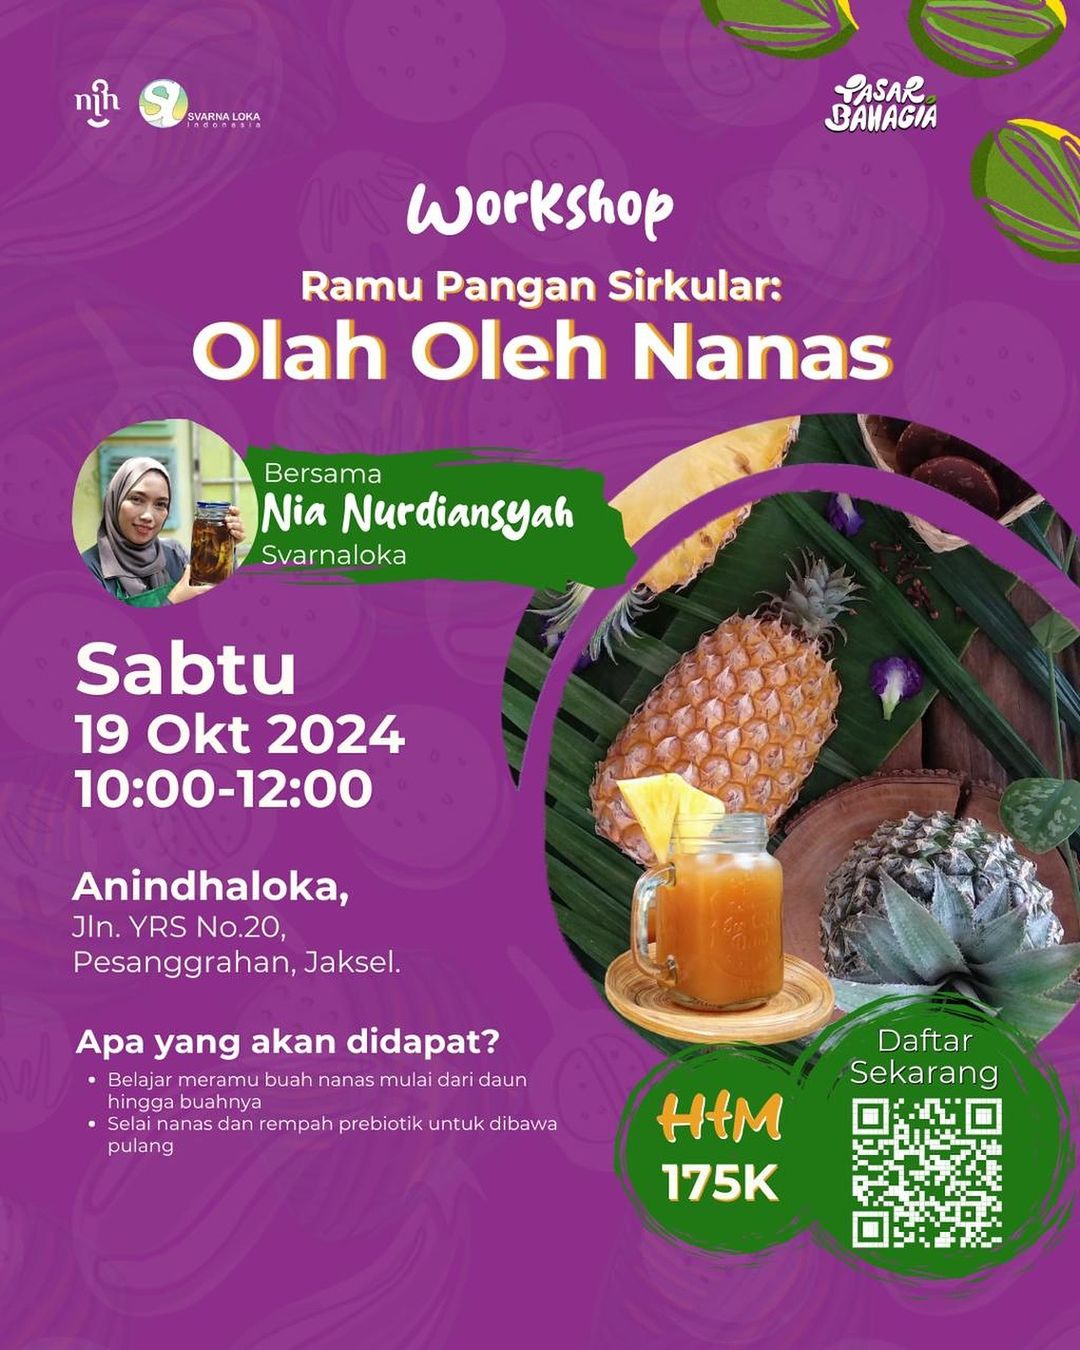 nih
SVARNA LOKA
Indonesia
PASAR
BAHAGIA
Workshop
Ramu Pangan Sirkular:
Olah Oleh Nanas
Bersama
Nia Nurdiansyah
Svarnaloka
Sabtu
19 Okt 2024
10:00-12:00
Anindhaloka,
Jln. YRS No.20,
Pesanggrahan, Jaksel.
Apa yang akan didapat?
• Belajar meramu buah nanas mulai dari daun
hingga buahnya
• Selai nanas dan rempah prebiotik untuk dibawa
pulang
HTM
175K
Daftar
Sekarang